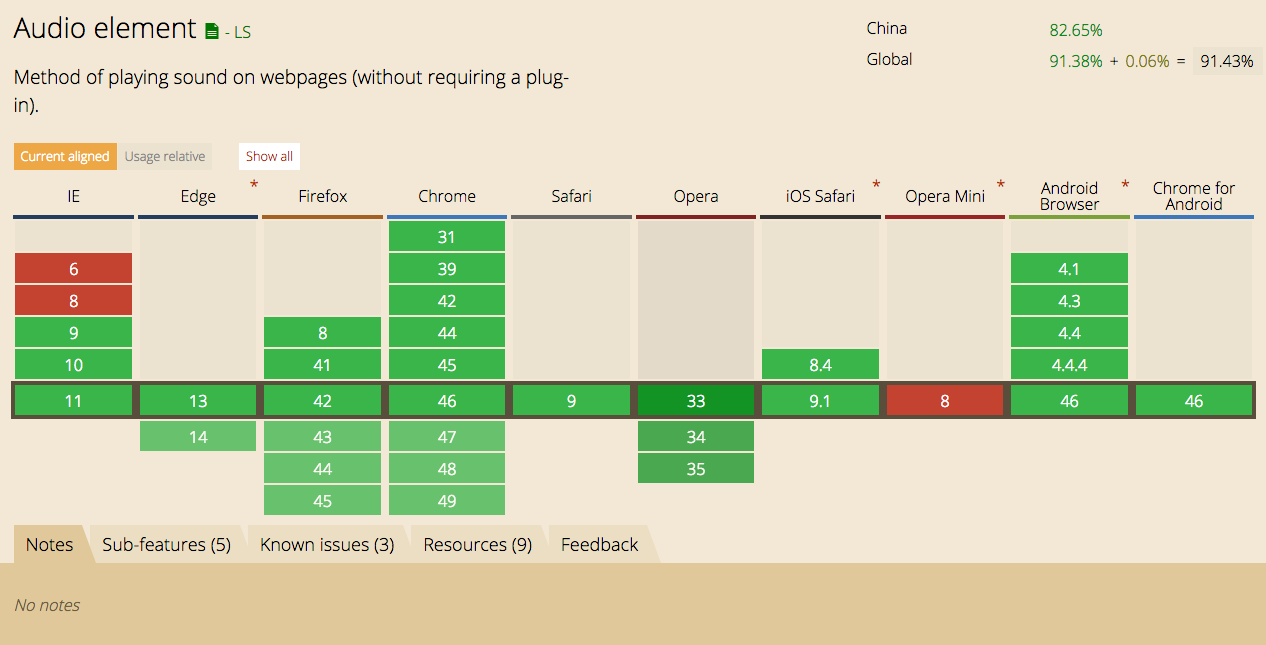 Audio element - LS
Method of playing sound on webpages (without requiring a plug-
in).
China 82.65%
Global 91.38% + 0.06% = 91.43%
Current aligned Usage relative Show all
IE Edge * Firefox Chrome Safari Opera iOS Safari * Opera Mini * Android Browser * Chrome for Android
31
6 39 4.1
8 42 4.3
9 8 44 4.4
10 41 45 8.4 4.4.4
11 13 42 46 9 33 9.1 8 46 46
14 43 47 34
44 48 35
45 49
Notes Sub-features (5) Known issues (3) Resources (9) Feedback
No notes